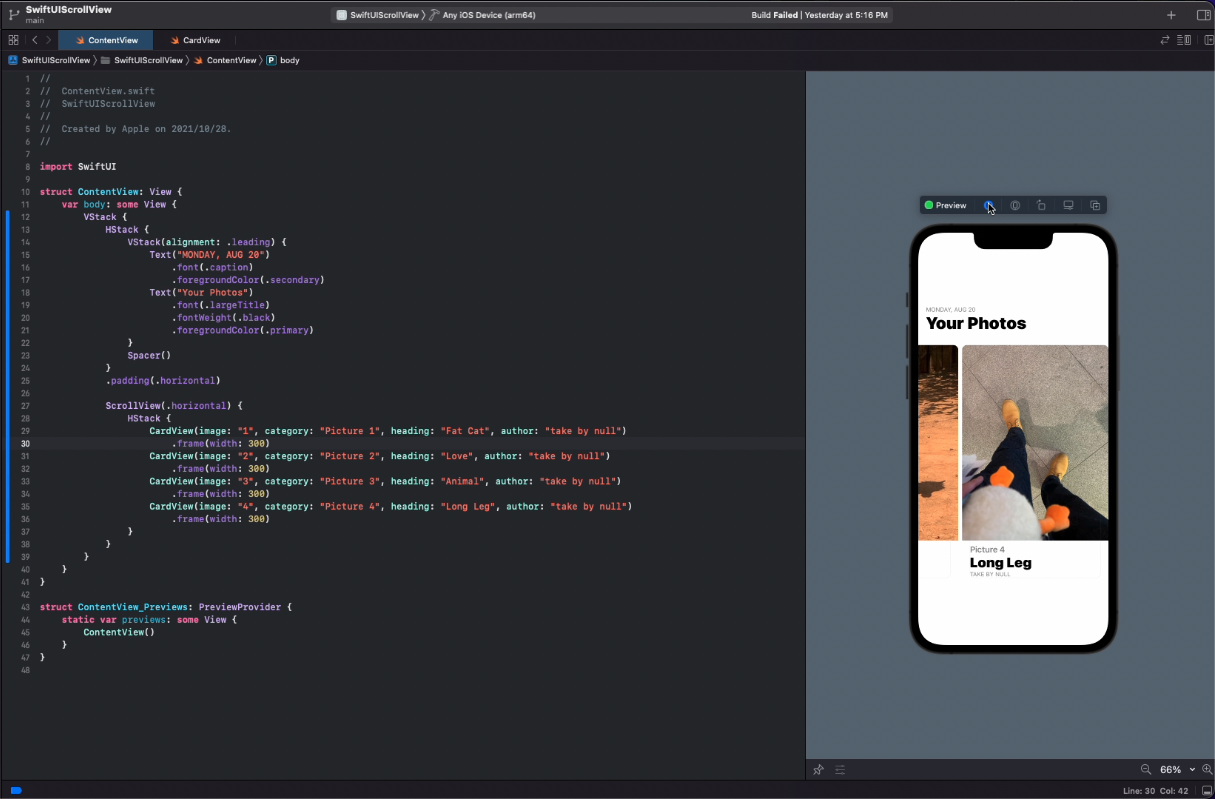 SwiftUIScrollView
main
SwiftUIScrollView 〉 Any iOS Device (arm64)
Build Failed | Yesterday at 5:16 PM
ContentView
CardView
SwiftUIScrollView 〉 SwiftUIScrollView 〉 ContentView 〉 P body
1 //
2 //  ContentView.swift
3 //  SwiftUIScrollView
4 //
5 //  Created by Apple on 2021/10/28.
6 //
7
8 import SwiftUI
9
10 struct ContentView: View {
11     var body: some View {
12         VStack {
13             HStack {
14                 VStack(alignment: .leading) {
15                     Text("MONDAY, AUG 20")
16                         .font(.caption)
17                         .foregroundColor(.secondary)
18                     Text("Your Photos")
19                         .font(.largeTitle)
20                         .fontWeight(.black)
21                         .foregroundColor(.primary)
22                 }
23                 Spacer()
24             }
25             .padding(.horizontal)
26
27             ScrollView(.horizontal) {
28                 HStack {
29                     CardView(image: "1", category: "Picture 1", heading: "Fat Cat", author: "take by null")
30                         .frame(width: 300)
31                     CardView(image: "2", category: "Picture 2", heading: "Love", author: "take by null")
32                         .frame(width: 300)
33                     CardView(image: "3", category: "Picture 3", heading: "Animal", author: "take by null")
34                         .frame(width: 300)
35                     CardView(image: "4", category: "Picture 4", heading: "Long Leg", author: "take by null")
36                         .frame(width: 300)
37                 }
38             }
39         }
40     }
41 }
42
43 struct ContentView_Previews: PreviewProvider {
44     static var previews: some View {
45         ContentView()
46     }
47 }
48
Preview
MONDAY, AUG 20
Your Photos
Picture 4
Long Leg
TAKE BY NULL
66%
Line: 30 Col: 42